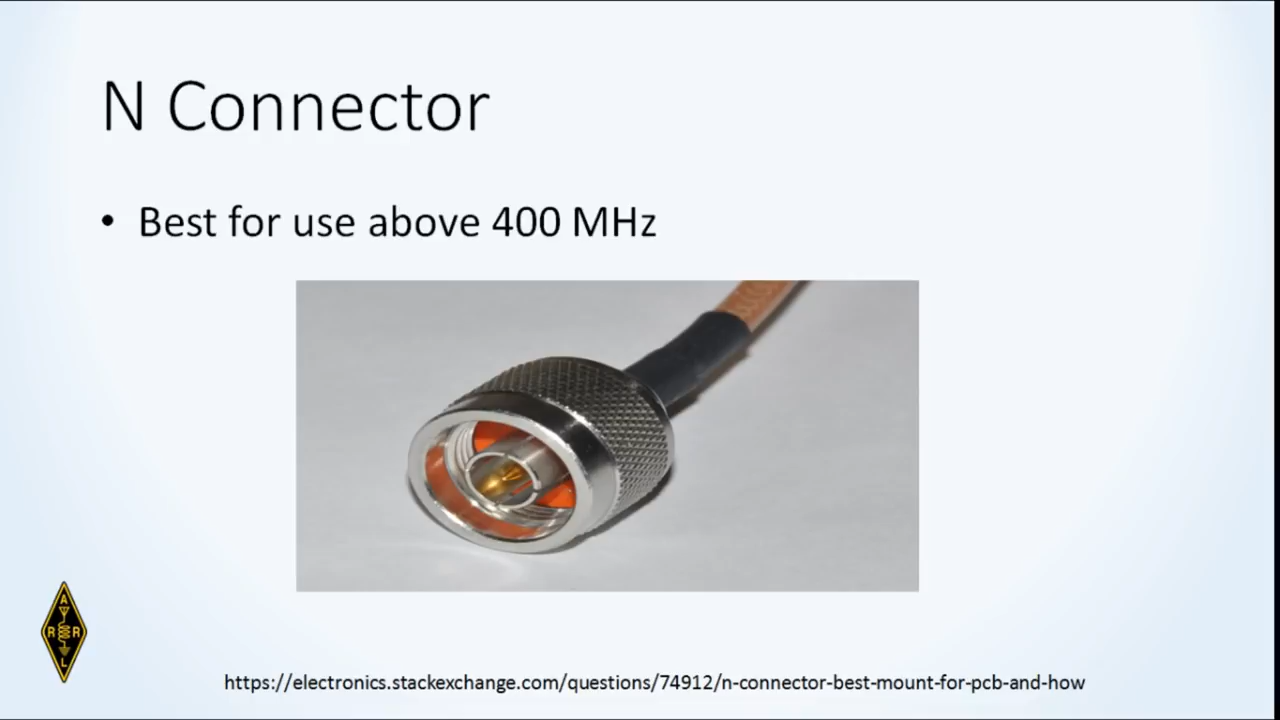 N Connector
• Best for use above 400 MHz
A
R R
L
https://electronics.stackexchange.com/questions/74912/n-connector-best-mount-for-pcb-and-how